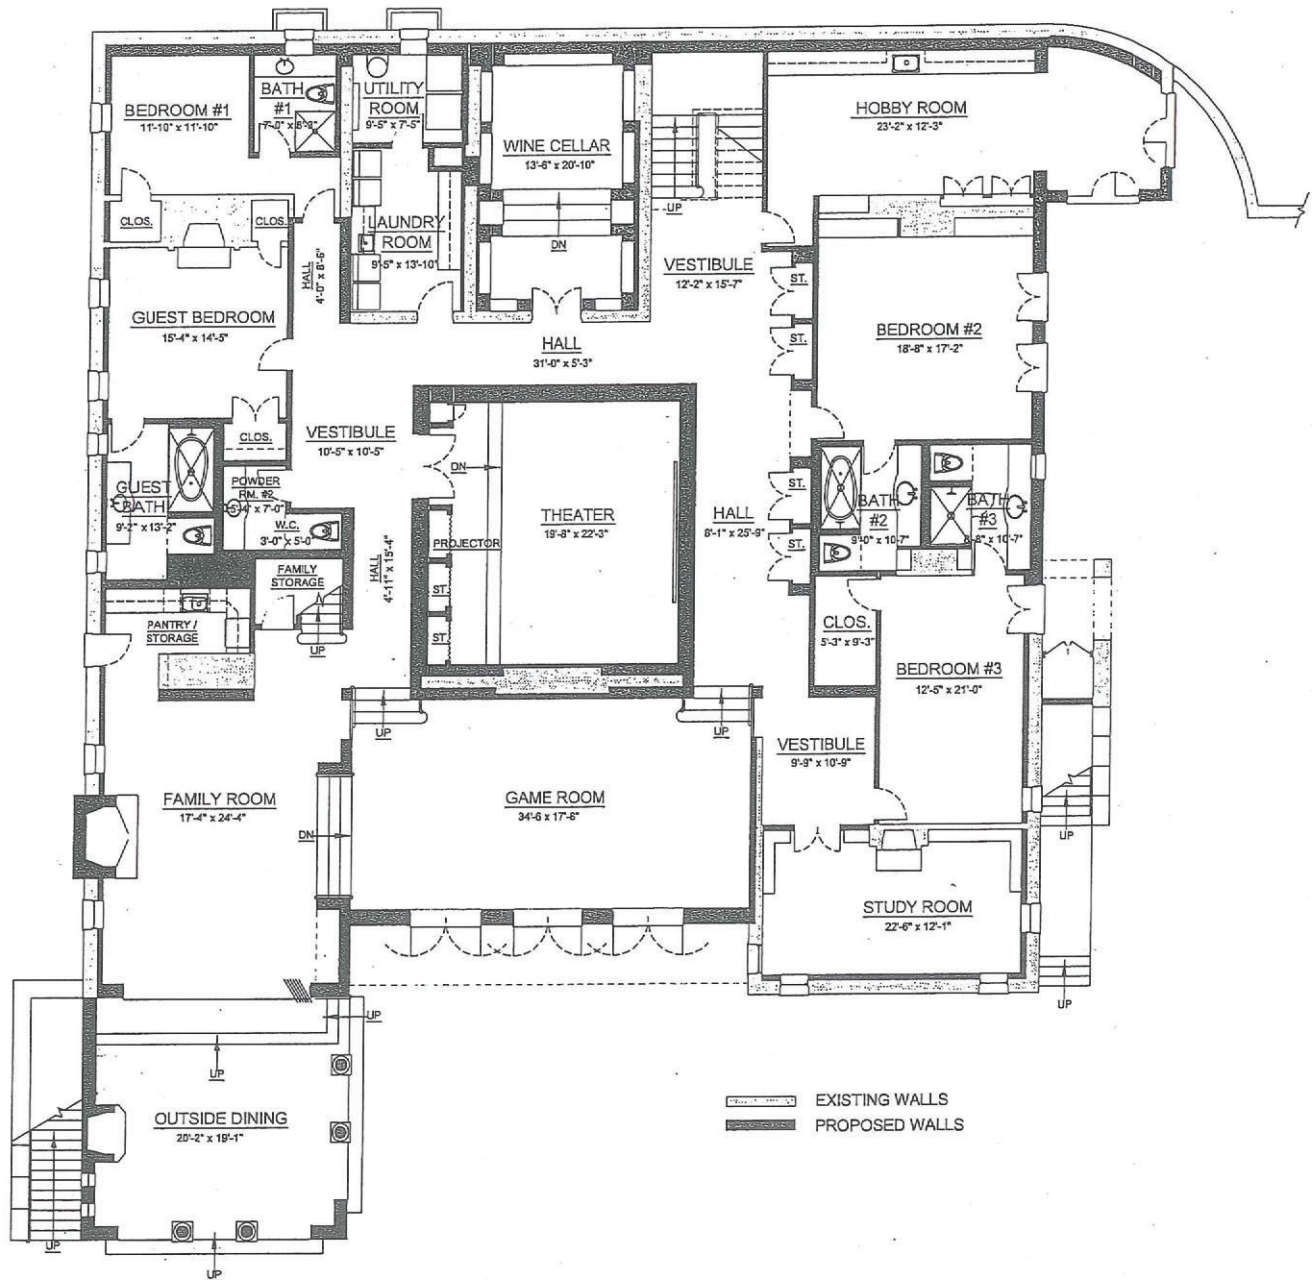 BEDROOM #1
11'-10" x 11'-10"
BATH
#1
UTILITY
ROOM
9'-5" x 7'-5"
WINE CELLAR
13'-6" x 20'-10"
DN
UP
HOBBY ROOM
23'-2" x 12'-3"
CLOS.
CLOS.
HALL
4'-0" x 8'-6"
LAUNDRY
ROOM
9'-5" x 13'-10"
VESTIBULE
12'-2" x 15'-7"
ST.
ST.
GUEST BEDROOM
15'-4" x 14'-5"
HALL
31'-0" x 5'-3"
BEDROOM #2
18'-8" x 17'-2"
CLOS.
VESTIBULE
10'-5" x 10'-5"
DN
GUEST
BATH
9'-2" x 13'-2"
POWDER
RM. #2
5'-4" x 7'-0"
W.C.
3'-0" x 5'-0"
PROJECTOR
THEATER
19'-8" x 22'-3"
HALL
8'-1" x 25'-9"
ST.
ST.
BATH
#2
9'-0" x 10'-7"
BATH
#3
FAMILY
STORAGE
UP
HALL
4'-11" x 15'-4"
ST.
ST.
PANTRY /
STORAGE
CLOS.
5'-3" x 9'-3"
BEDROOM #3
12'-5" x 21'-0"
UP
UP
VESTIBULE
9'-9" x 10'-9"
FAMILY ROOM
17'-4" x 24'-4"
DN
GAME ROOM
34'-6 x 17'-6"
UP
STUDY ROOM
22'-6" x 12'-1"
UP
UP
UP
OUTSIDE DINING
20'-2" x 19'-1"
UP
UP
EXISTING WALLS
PROPOSED WALLS